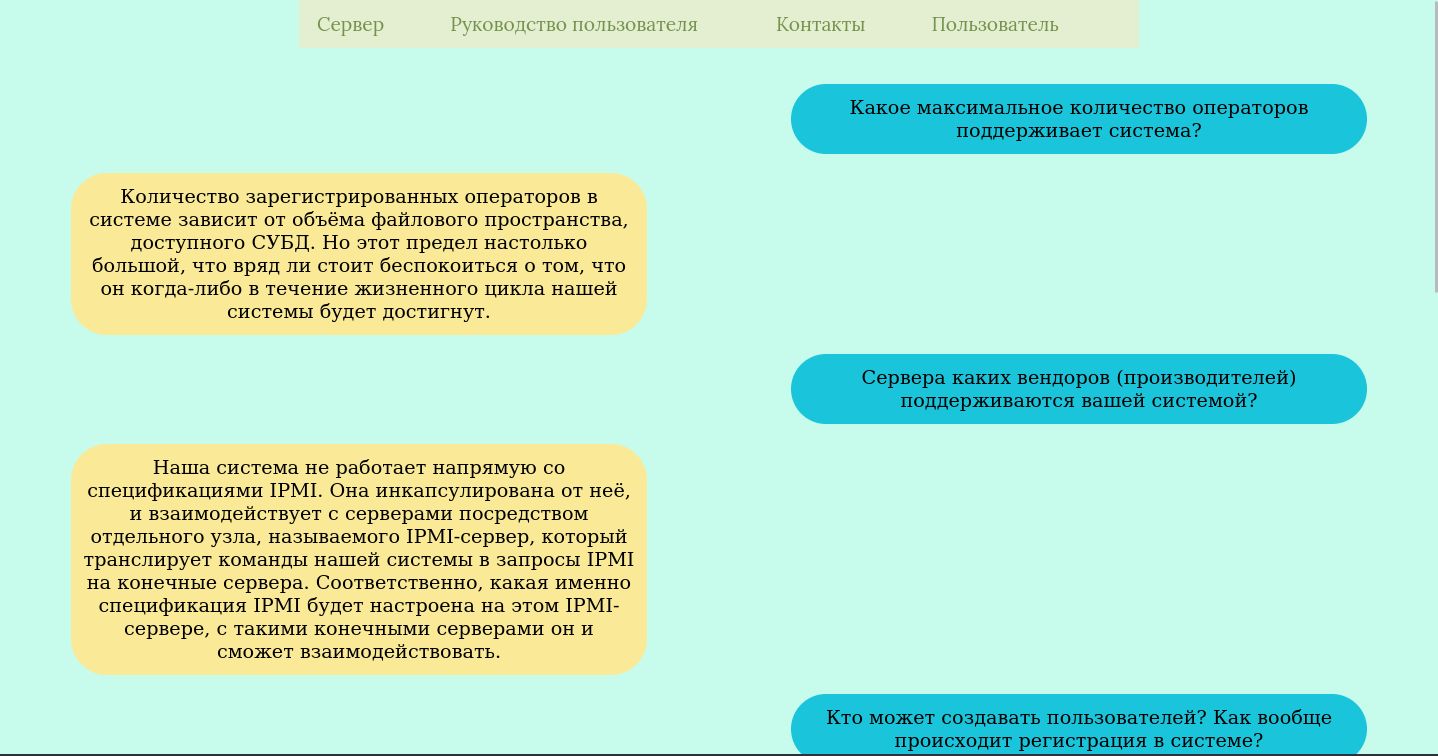 Сервер Руководство пользователя Контакты Пользователь
Какое максимальное количество операторов
поддерживает система?
Количество зарегистрированных операторов в
системе зависит от объёма файлового пространства,
доступного СУБД. Но этот предел настолько
большой, что вряд ли стоит беспокоиться о том, что
он когда-либо в течение жизненного цикла нашей
системы будет достигнут.
Сервера каких вендоров (производителей)
поддерживаются вашей системой?
Наша система не работает напрямую со
спецификациями IPMI. Она инкапсулирована от неё,
и взаимодействует с серверами посредством
отдельного узла, называемого IPMI-сервер, который
транслирует команды нашей системы в запросы IPMI
на конечные сервера. Соответственно, какая именно
спецификация IPMI будет настроена на этом IPMI-
сервере, с такими конечными серверами он и
сможет взаимодействовать.
Кто может создавать пользователей? Как вообще
происходит регистрация в системе?